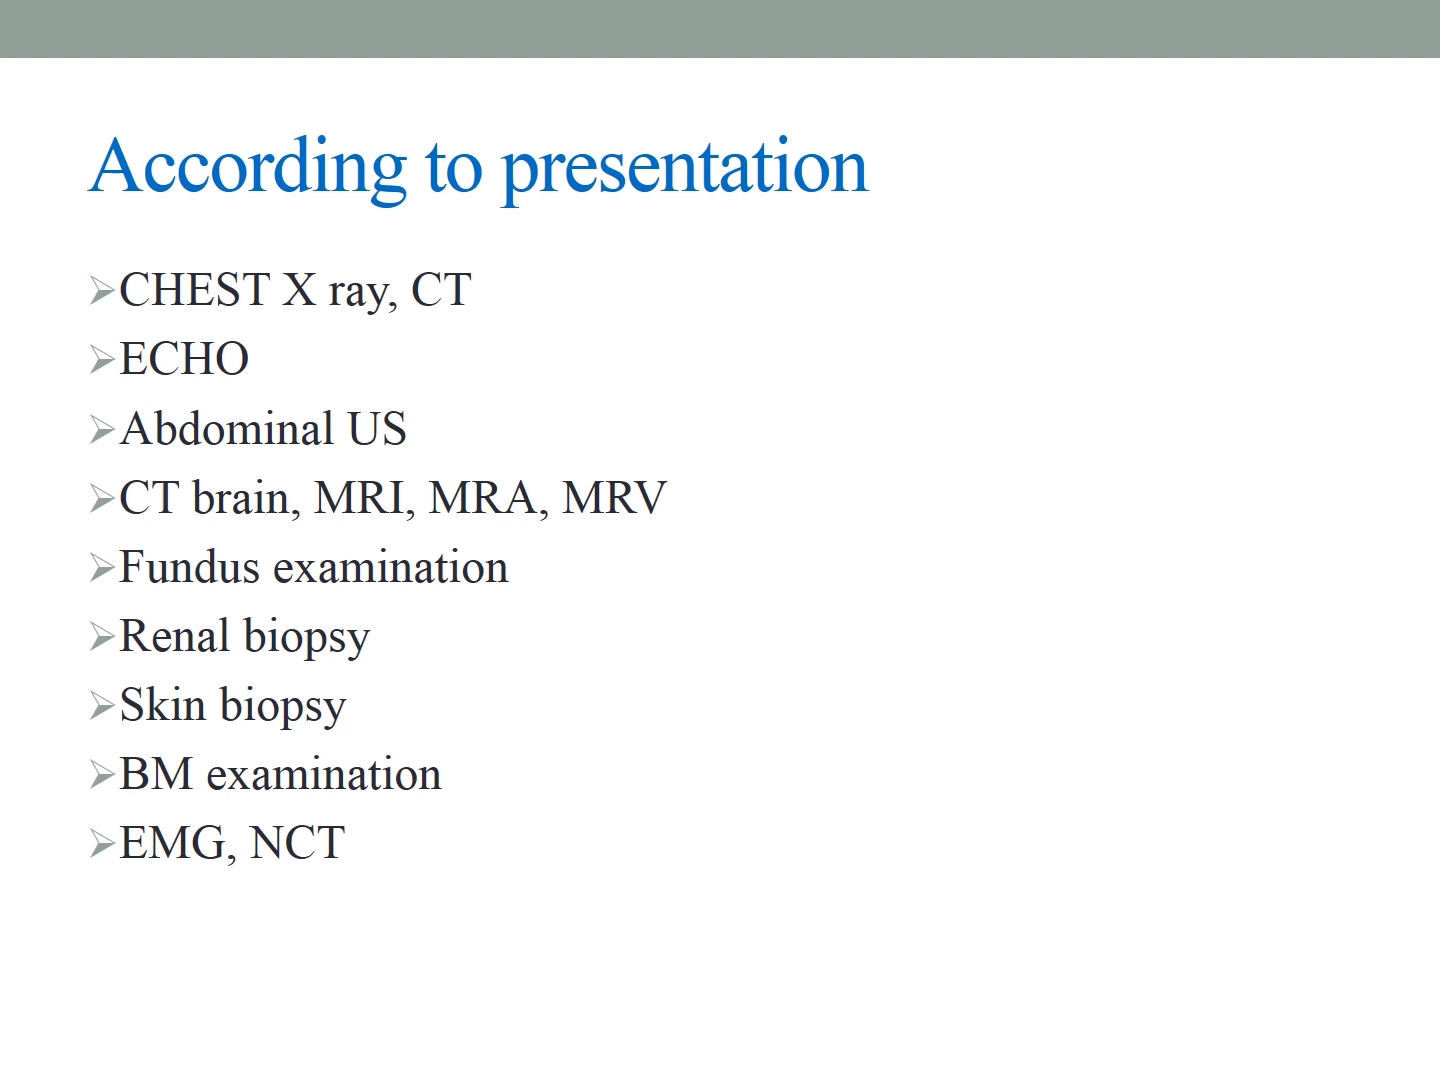 According to presentation
CHEST X ray, CT
ECHO
Abdominal US
CT brain, MRI, MRA, MRV
Fundus examination
Renal biopsy
Skin biopsy
BM examination
EMG, NCT